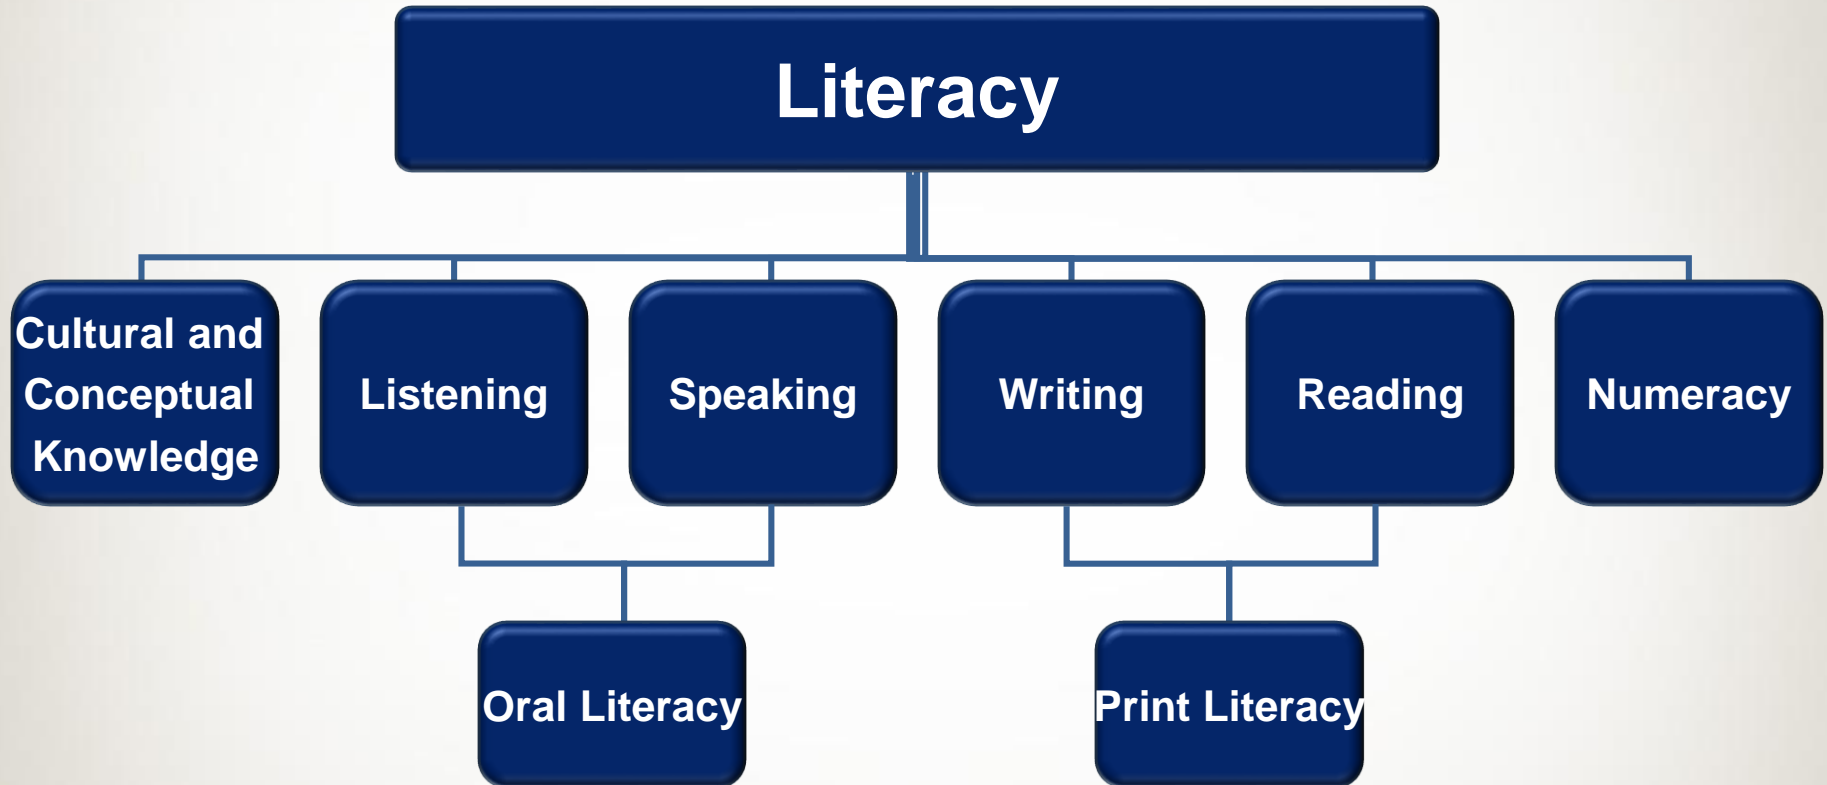 Literacy
Cultural and
Conceptual
Knowledge
Listening
Speaking
Writing
Reading
Numeracy
Oral Literacy
Print Literacy